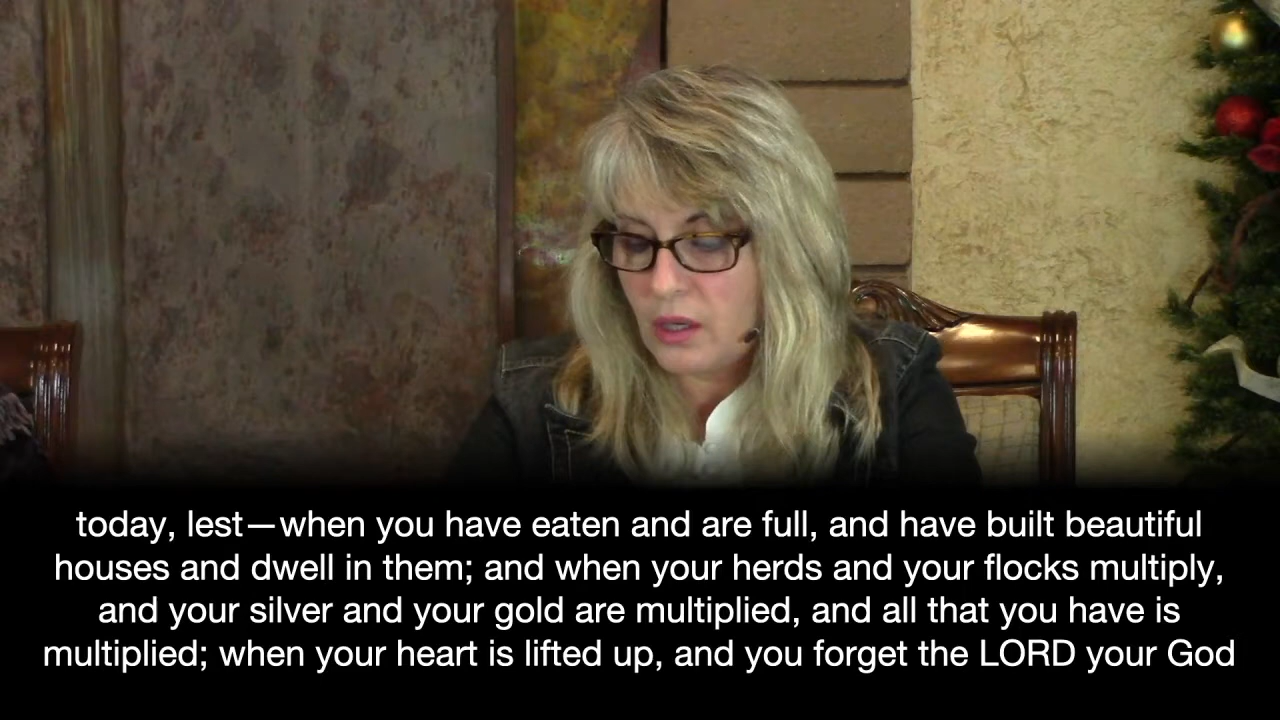 today, lest—when you have eaten and are full, and have built beautiful
houses and dwell in them; and when your herds and your flocks multiply,
and your silver and your gold are multiplied, and all that you have is
multiplied; when your heart is lifted up, and you forget the LORD your God